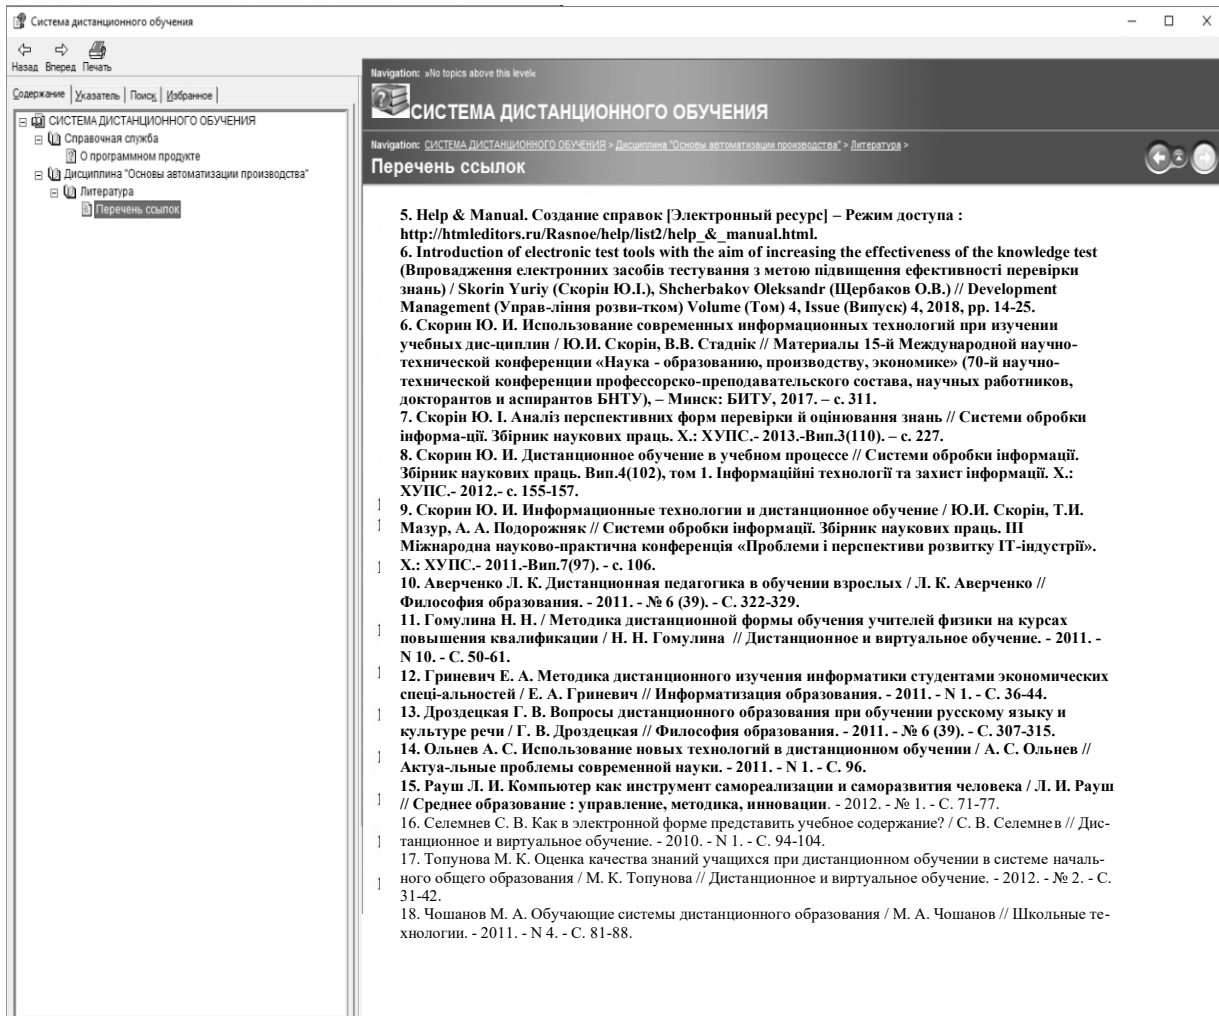 Система дистанционного обучения
Назад Вперед Печать
Содержание Указатель Поиск Избранное
СИСТЕМА ДИСТАНЦИОННОГО ОБУЧЕНИЯ
Справочная служба
О программном продукте
Дисциплина "Основы автоматизации производства"
Литература
Перечень ссылок
Navigation: »No topics above this level«
СИСТЕМА ДИСТАНЦИОННОГО ОБУЧЕНИЯ
Navigation: СИСТЕМА ДИСТАНЦИОННОГО ОБУЧЕНИЯ > Дисциплина "Основы автоматизации производства" > Литература >
Перечень ссылок
5. Help & Manual. Создание справок [Электронный ресурс] – Режим доступа :
http://htmleditors.ru/Rasnoe/help/list2/help_&_manual.html.
6. Introduction of electronic test tools with the aim of increasing the effectiveness of the knowledge test
(Впровадження електронних засобів тестування з метою підвищення ефективності перевірки
знань) / Skorin Yuriy (Скорін Ю.І.), Shcherbakov Oleksandr (Щербаков О.В.) // Development
Management (Управ-ління розви-тком) Volume (Том) 4, Issue (Випуск) 4, 2018, pp. 14-25.
6. Скорин Ю. И. Использование современных информационных технологий при изучении
учебных дис-циплин / Ю.И. Скорін, В.В. Стаднік // Материалы 15-й Международной научно-
технической конференции «Наука - образованию, производству, экономике» (70-й научно-
технической конференции профессорско-преподавательского состава, научных работников,
докторантов и аспирантов БНТУ), – Минск: БИТУ, 2017. – с. 311.
7. Скорін Ю. І. Аналіз перспективних форм перевірки й оцінювання знань // Системи обробки
інформа-ції. Збірник наукових праць. Х.: ХУПС.- 2013.-Вип.3(110). – с. 227.
8. Скорин Ю. И. Дистанционное обучение в учебном процессе // Системи обробки інформації.
Збірник наукових праць. Вип.4(102), том 1. Інформаційні технології та захист інформації. Х.:
ХУПС.- 2012.- с. 155-157.
9. Скорин Ю. И. Информационные технологии и дистанционное обучение / Ю.И. Скорін, Т.И.
Мазур, А. А. Подорожняк // Системи обробки інформації. Збірник наукових праць. III
Міжнародна науково-практична конференція «Проблеми і перспективи розвитку ІТ-індустрії».
Х.: ХУПС.- 2011.-Вип.7(97). - с. 106.
10. Аверченко Л. К. Дистанционная педагогика в обучении взрослых / Л. К. Аверченко //
Философия образования. - 2011. - № 6 (39). - С. 322-329.
11. Гомулина Н. Н. / Методика дистанционной формы обучения учителей физики на курсах
повышения квалификации / Н. Н. Гомулина // Дистанционное и виртуальное обучение. - 2011. -
N 10. - С. 50-61.
12. Гриневич Е. А. Методика дистанционного изучения информатики студентами экономических
спеці-альностей / Е. А. Гриневич // Информатизация образования. - 2011. - N 1. - С. 36-44.
13. Дроздецкая Г. В. Вопросы дистанционного образования при обучении русскому языку и
культуре речи / Г. В. Дроздецкая // Философия образования. - 2011. - № 6 (39). - С. 307-315.
14. Ольнев А. С. Использование новых технологий в дистанционном обучении / А. С. Ольнев //
Актуа-льные проблемы современной науки. - 2011. - N 1. - С. 96.
15. Рауш Л. И. Компьютер как инструмент самореализации и саморазвития человека / Л. И. Рауш
// Среднее образование : управление, методика, инновации. - 2012. - № 1. - С. 71-77.
16. Селемнев С. В. Как в электронной форме представить учебное содержание? / С. В. Селемнев // Дис-
танционное и виртуальное обучение. - 2010. - N 1. - С. 94-104.
17. Топунова М. К. Оценка качества знаний учащихся при дистанционном обучении в системе началь-
ного общего образования / М. К. Топунова // Дистанционное и виртуальное обучение. - 2012. - № 2. - С.
31-42.
18. Чошанов М. А. Обучающие системы дистанционного образования / М. А. Чошанов // Школьные те-
хнологии. - 2011. - N 4. - С. 81-88.